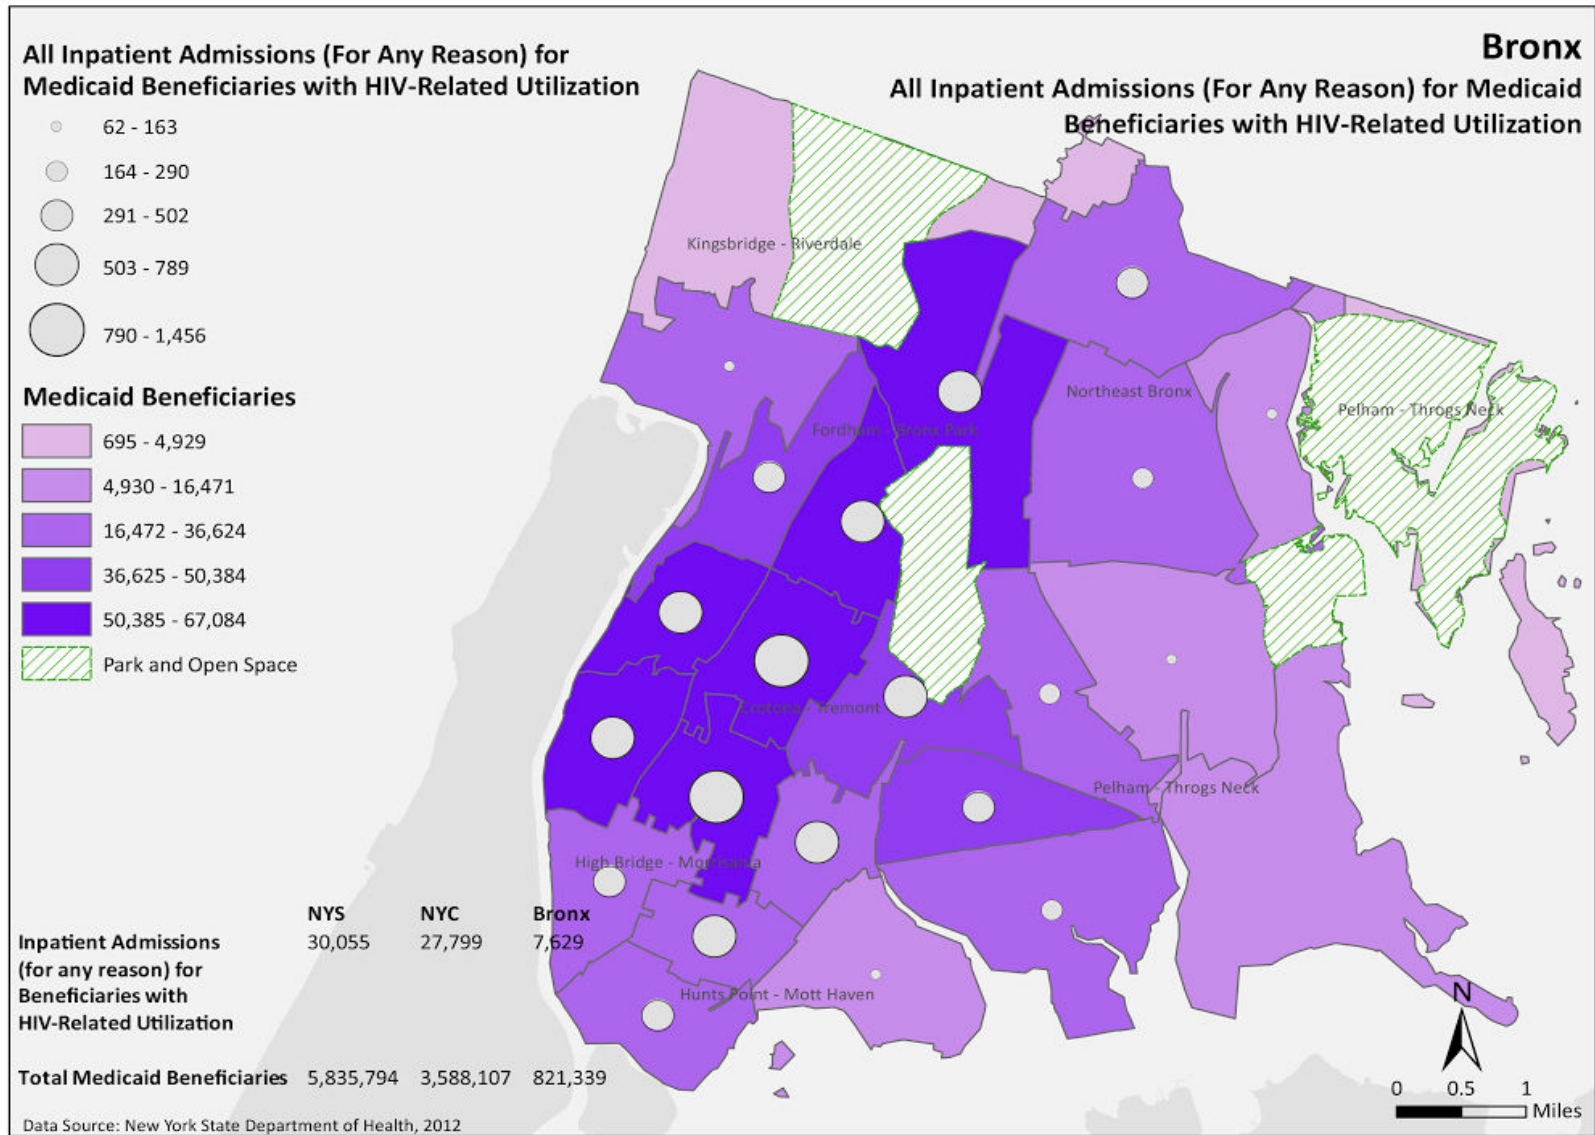 All Inpatient Admissions (For Any Reason) for
Medicaid Beneficiaries with HIV-Related Utilization
62 - 163
164 - 290
291 - 502
503 - 789
790 - 1,456
Medicaid Beneficiaries
695 - 4,929
4,930 - 16,471
16,472 - 36,624
36,625 - 50,384
50,385 - 67,084
Park and Open Space
Bronx
All Inpatient Admissions (For Any Reason) for Medicaid
Beneficiaries with HIV-Related Utilization
Kingsbridge - Riverdale
Northeast Bronx
Pelham - Throgs Neck
Fordham - Bronx Park
Crotona - Tremont
Pelham - Throgs Neck
High Bridge - Morrisania
Hunts Point - Mott Haven
NYS NYC Bronx
Inpatient Admissions 30,055 27,799 7,629
(for any reason) for
Beneficiaries with
HIV-Related Utilization
Total Medicaid Beneficiaries 5,835,794 3,588,107 821,339
Data Source: New York State Department of Health, 2012
N
0 0.5 1
Miles